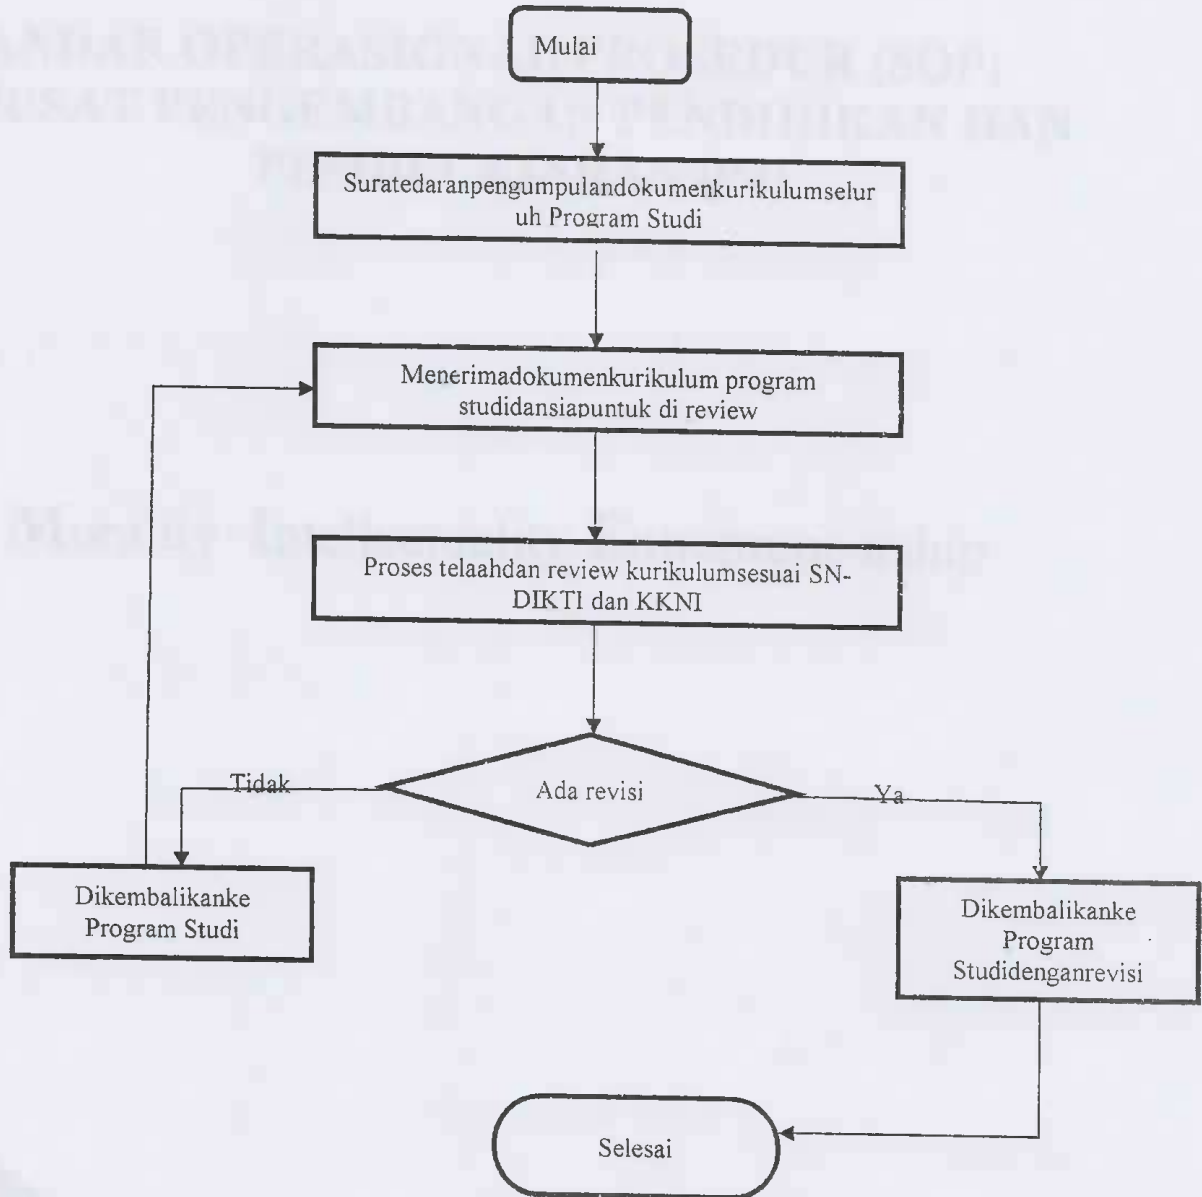 Mulai
Suratedaranpengumpulandokumenkurikulumselur
uh Program Studi
Menerimadokumenkurikulum program
studidansiapuntuk di review
Proses telaahdan review kurikulumsesuai SN-
DIKTI dan KKNI
Tidak
Ada revisi
Ya
Dikembalikanke
Program Studi
Dikembalikanke
Program
Studidenganrevisi
Selesai